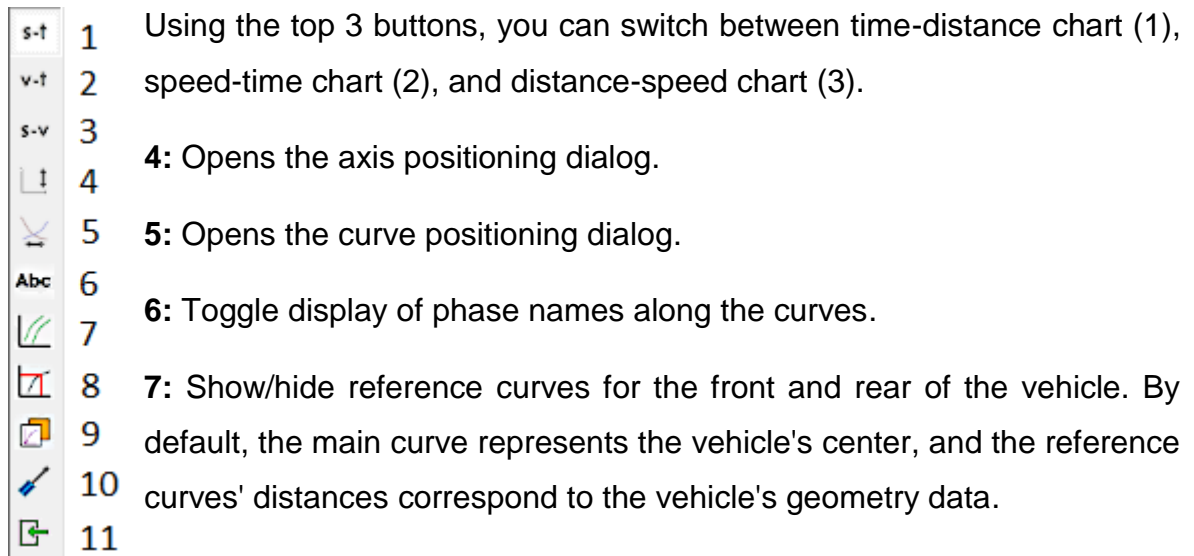 s-t 1
v-t 2
s-v 3
4
5
Abc 6
7
8
9
10
11
Using the top 3 buttons, you can switch between time-distance chart (1),
speed-time chart (2), and distance-speed chart (3).
4: Opens the axis positioning dialog.
5: Opens the curve positioning dialog.
6: Toggle display of phase names along the curves.
7: Show/hide reference curves for the front and rear of the vehicle. By
default, the main curve represents the vehicle's center, and the reference
curves' distances correspond to the vehicle's geometry data.